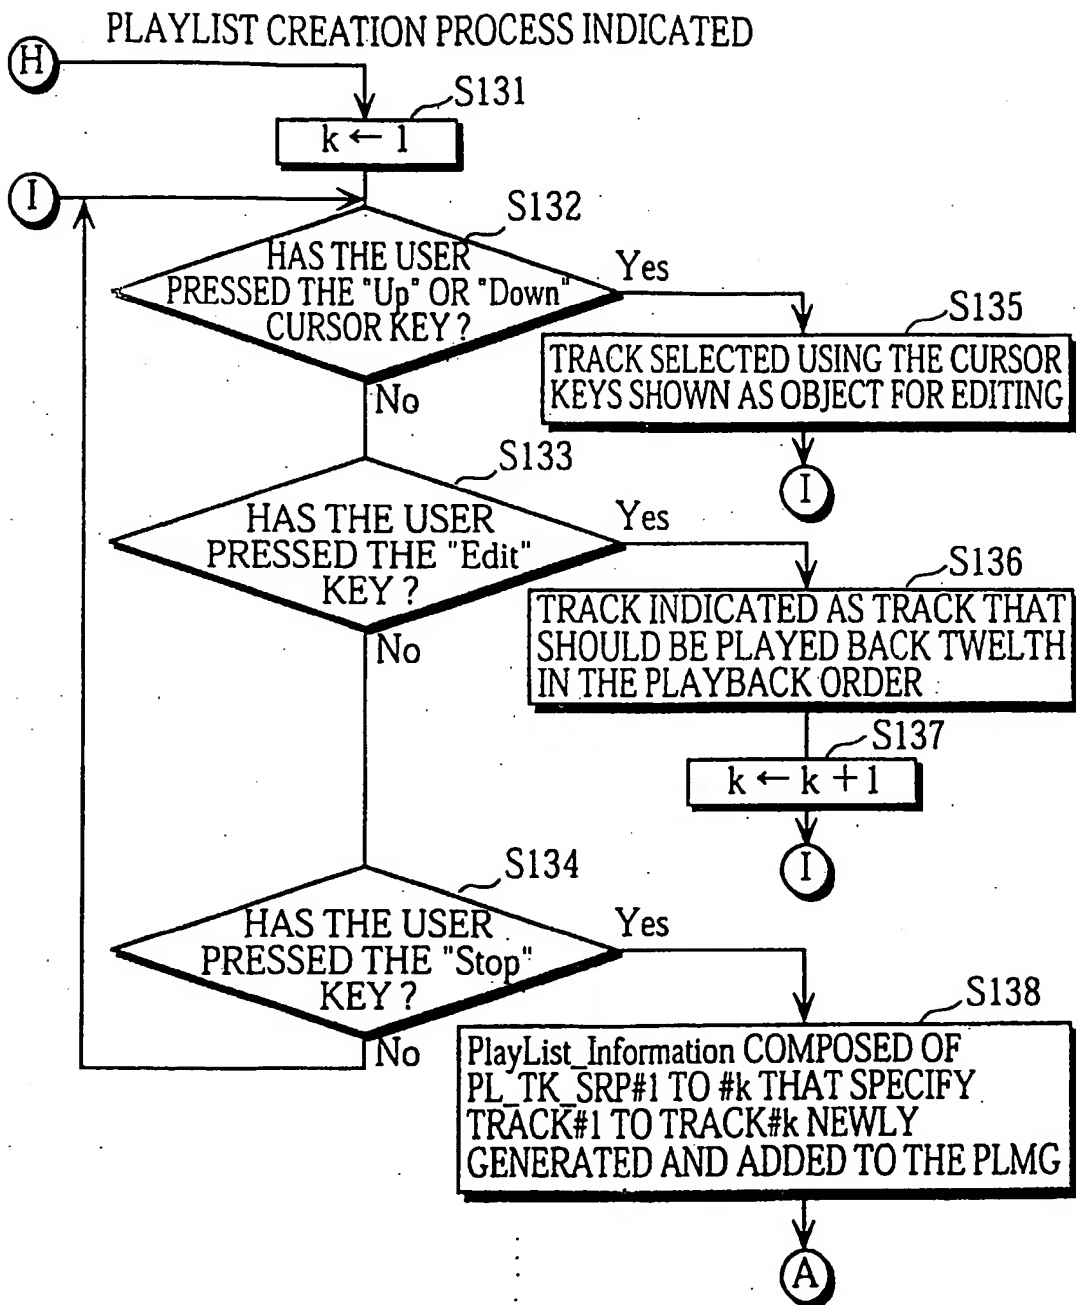 PLAYLIST CREATION PROCESS INDICATED
H
S131
k ← 1
I
S132
HAS THE USER
PRESSED THE "Up" OR "Down"
CURSOR KEY ?
Yes
No
S135
TRACK SELECTED USING THE CURSOR
KEYS SHOWN AS OBJECT FOR EDITING
I
S133
HAS THE USER
PRESSED THE "Edit"
KEY ?
Yes
No
S136
TRACK INDICATED AS TRACK THAT
SHOULD BE PLAYED BACK TWELTH
IN THE PLAYBACK ORDER
S137
k ← k + 1
I
S134
HAS THE USER
PRESSED THE "Stop"
KEY ?
Yes
No
S138
PlayList_Information COMPOSED OF
PL_TK_SRP#1 TO #k THAT SPECIFY
TRACK#1 TO TRACK#k NEWLY
GENERATED AND ADDED TO THE PLMG
A